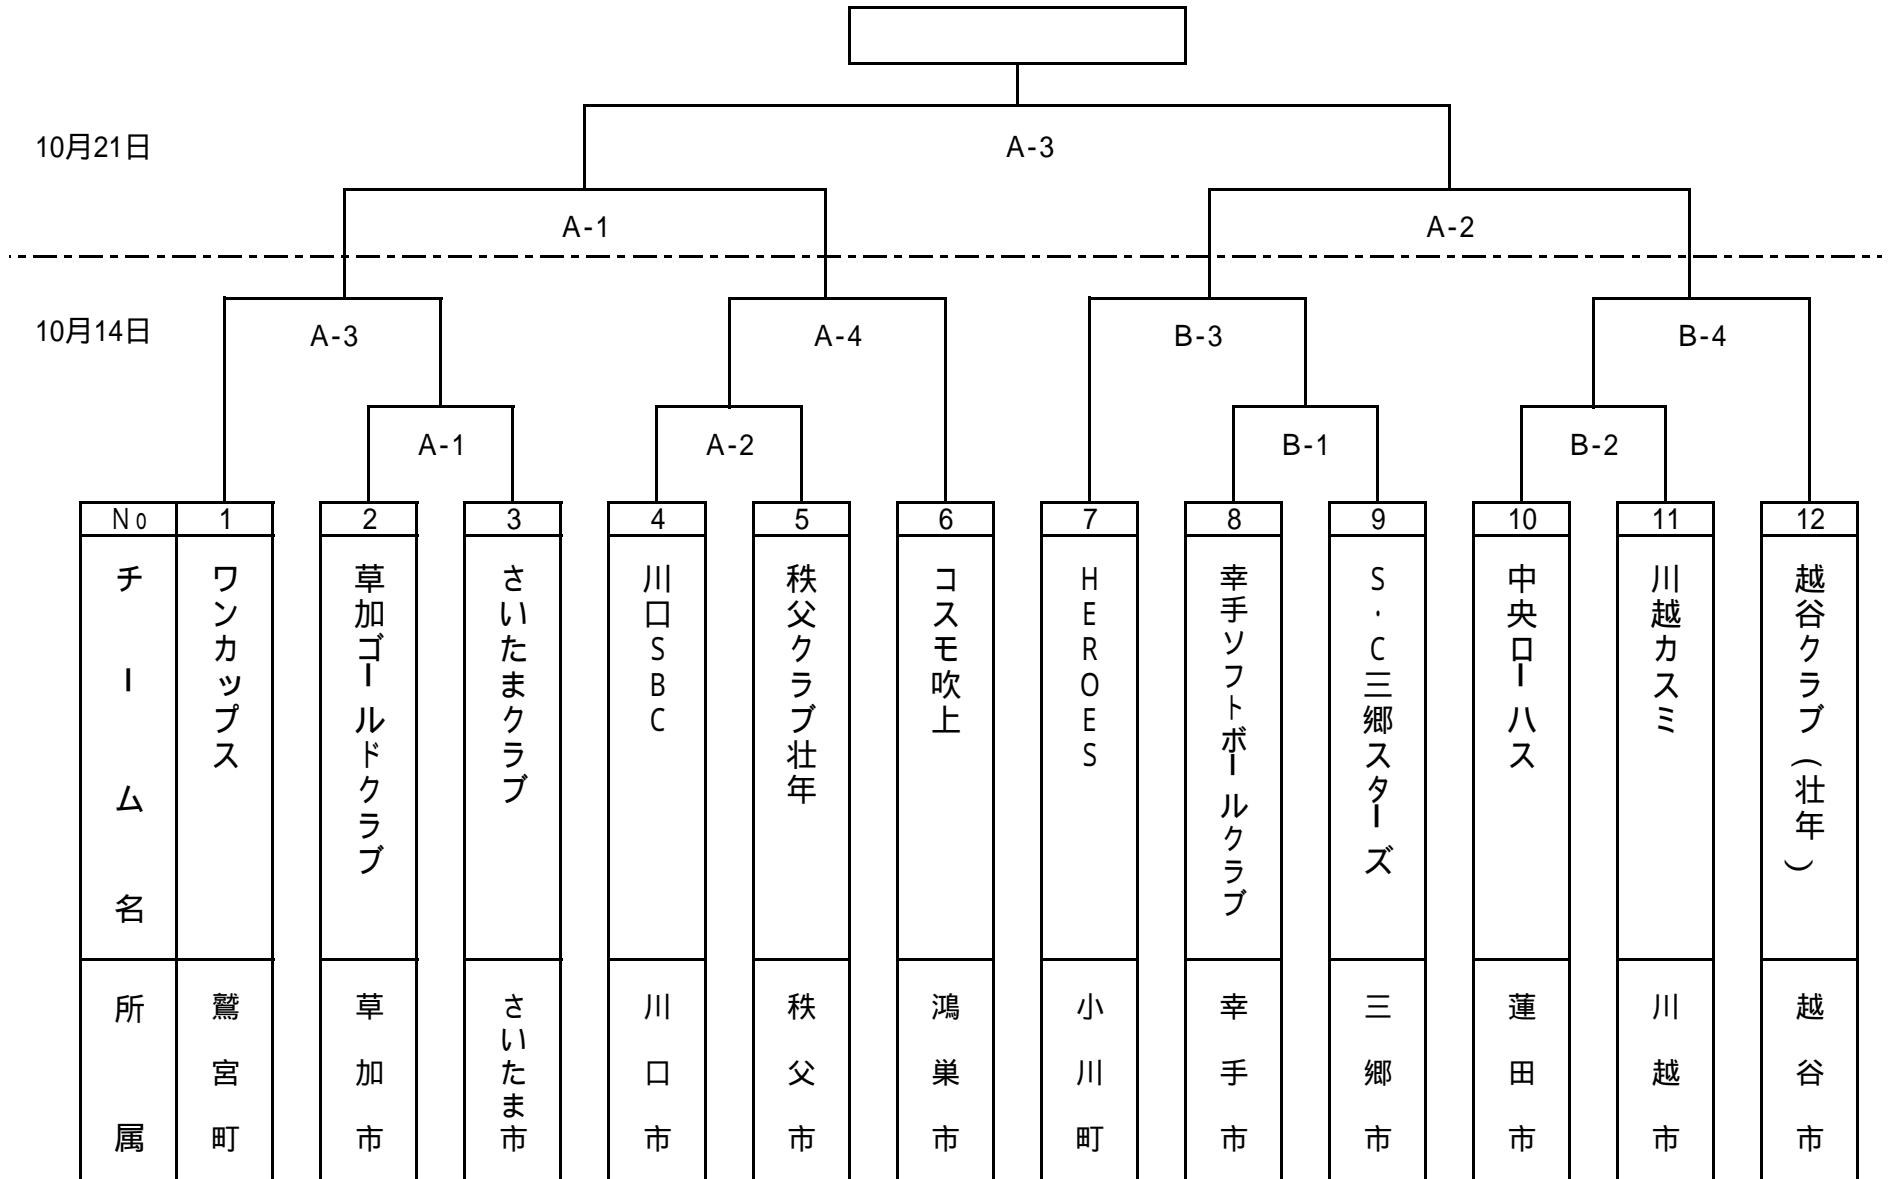 10月21日
A-3
A-1
A-2
10月14日
A-3
A-4
B-3
B-4
A-1
A-2
B-1
B-2
No
1
2
3
4
5
6
7
8
9
10
11
12
チーム名
ワンカップス
草加ゴールドクラブ
さいたまクラブ
川口SBC
秩父クラブ壮年
コスモ吹上
HEROES
幸手ソフトボールクラブ
S・C三郷スターズ
中央ローハス
川越カスミ
越谷クラブ(壮年)
所属
鷲宮町
草加市
さいたま市
川口市
秩父市
鴻巣市
小川町
幸手市
三郷市
蓮田市
川越市
越谷市